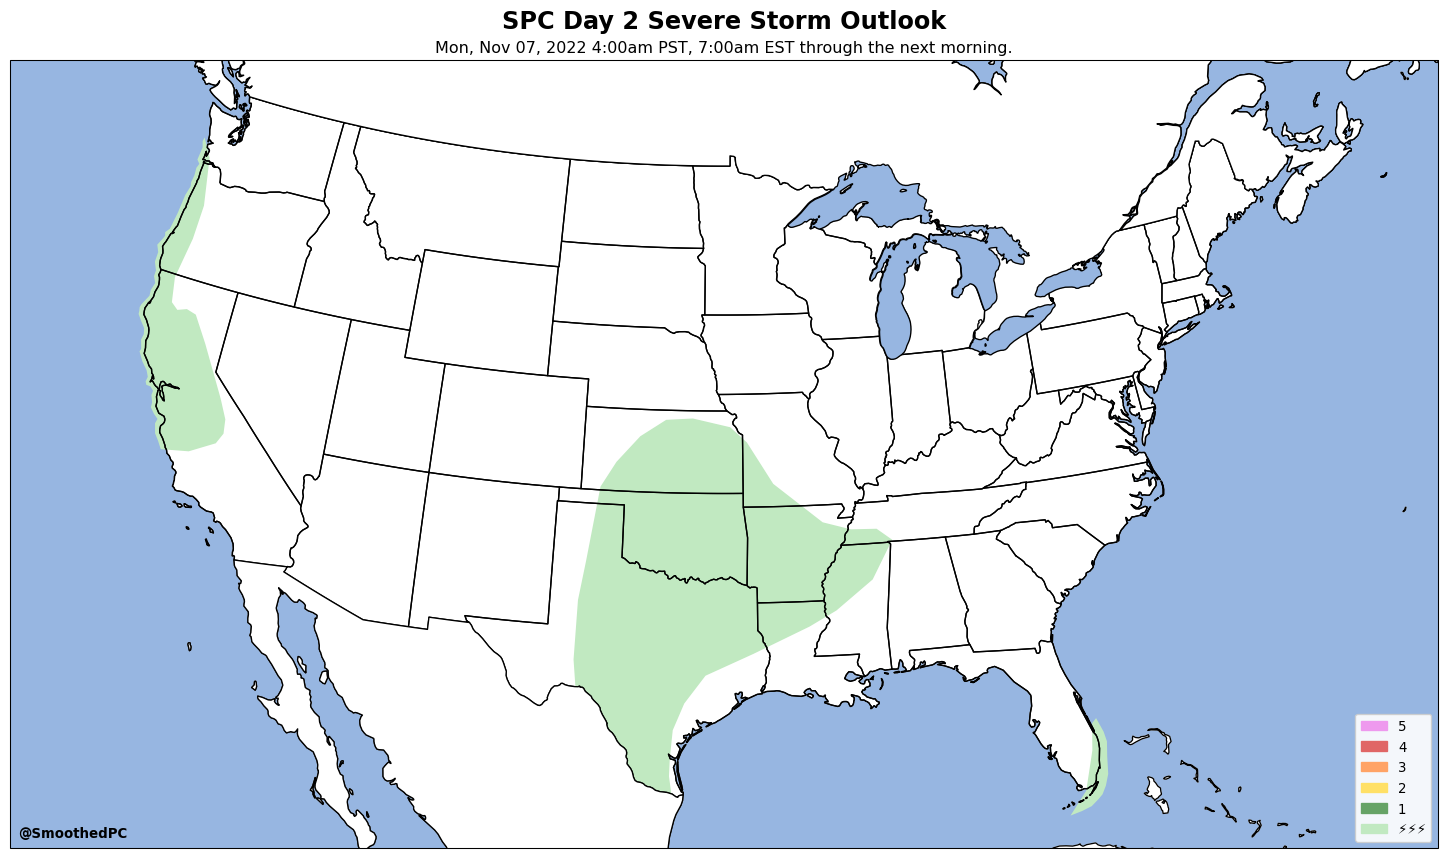 SPC Day 2 Severe Storm Outlook
Mon, Nov 07, 2022 4:00am PST, 7:00am EST through the next morning.
5
4
3
2
1
⚡⚡⚡
@SmoothedPC